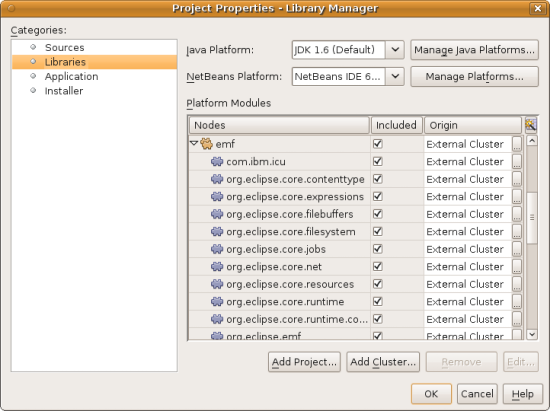 Project Properties - Library Manager
Categories:
Sources
Libraries
Application
Installer
Java Platform: JDK 1.6 (Default) Manage Java Platforms...
NetBeans Platform: NetBeans IDE 6... Manage Platforms...
Platform Modules
Nodes Included Origin
emf External Cluster ...
com.ibm.icu External Cluster ...
org.eclipse.core.contenttype External Cluster ...
org.eclipse.core.expressions External Cluster ...
org.eclipse.core.filebuffers External Cluster ...
org.eclipse.core.filesystem External Cluster ...
org.eclipse.core.jobs External Cluster ...
org.eclipse.core.net External Cluster ...
org.eclipse.core.resources External Cluster ...
org.eclipse.core.runtime External Cluster ...
org.eclipse.core.runtime.co... External Cluster ...
org.eclipse.emf External Cluster ...
Add Project... Add Cluster... Remove Edit...
OK Cancel Help